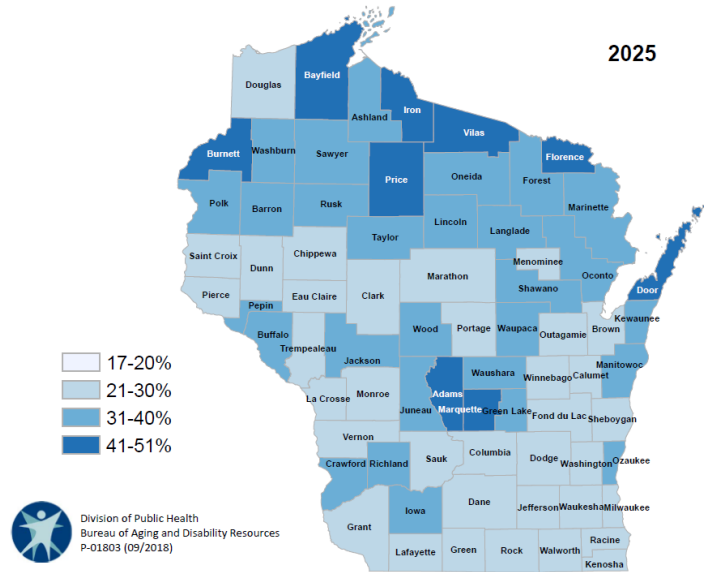 2025
Douglas
Bayfield
Ashland
Iron
Vilas
Florence
Burnett
Washburn
Sawyer
Price
Oneida
Forest
Marinette
Polk
Barron
Rusk
Taylor
Lincoln
Langlade
Saint Croix
Dunn
Chippewa
Marathon
Menominee
Oconto
Door
Pierce
Eau Claire
Clark
Shawano
Pepin
Buffalo
Trempealeau
Jackson
Wood
Portage
Waupaca
Outagamie
Brown
Kewaunee
17-20%
21-30%
31-40%
41-51%
La Crosse
Monroe
Juneau
Adams
Marquette
Waushara
Green Lake
Winnebago
Calumet
Manitowoc
Fond du Lac
Sheboygan
Vernon
Crawford
Richland
Sauk
Columbia
Dodge
Washington
Ozaukee
Grant
Iowa
Dane
Jefferson
Waukesha
Milwaukee
Lafayette
Green
Rock
Walworth
Racine
Kenosha
Division of Public Health
Bureau of Aging and Disability Resources
P-01803 (09/2018)